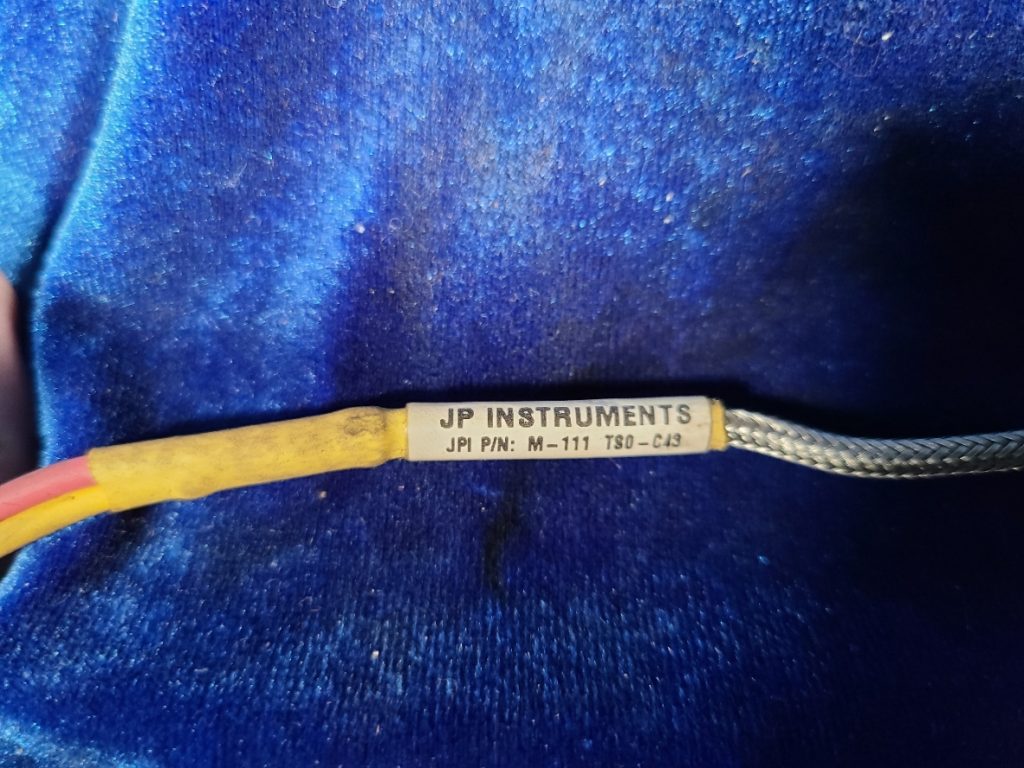 JP INSTRUMENTS
JPI P/N: M-111 TSO-C43